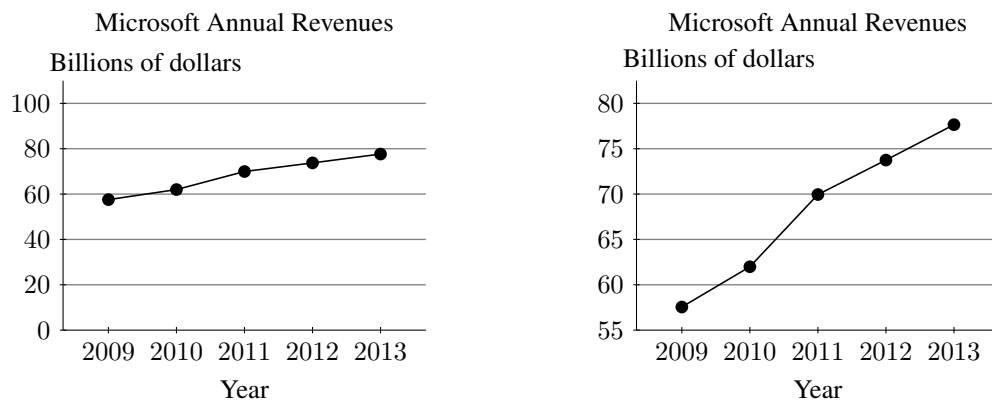 Microsoft Annual Revenues
Billions of dollars
100
80
60
40
20
0
2009 2010 2011 2012 2013
Year
Microsoft Annual Revenues
Billions of dollars
80
75
70
65
60
55
2009 2010 2011 2012 2013
Year